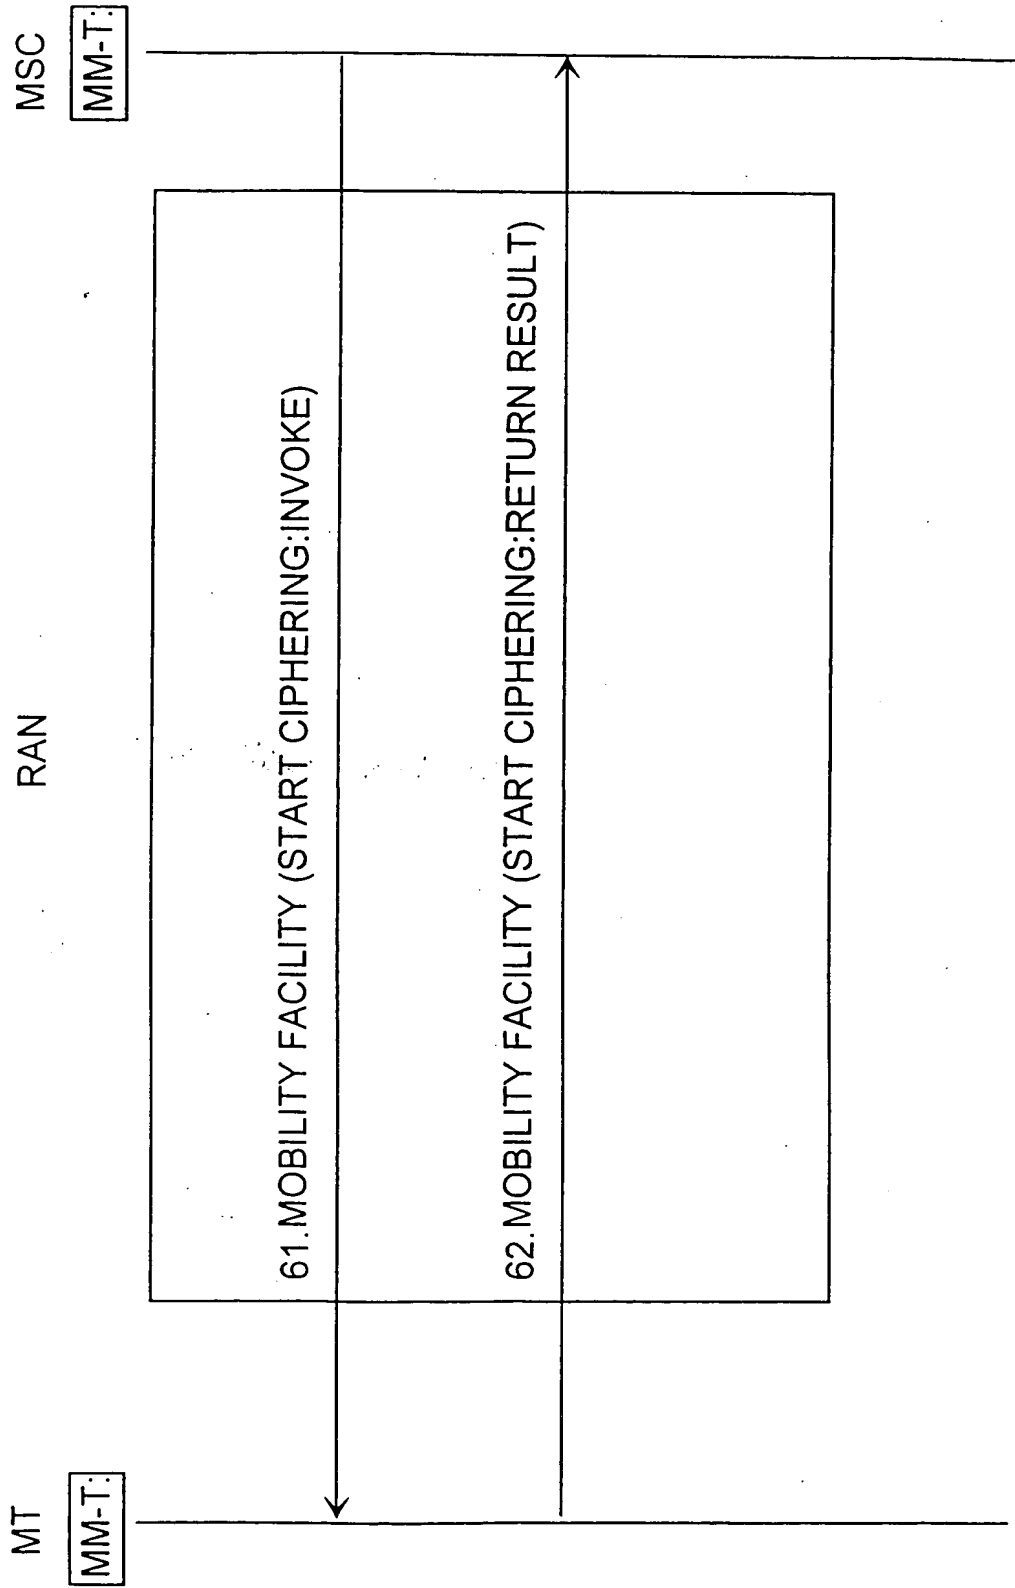 MT
RAN
MSC
MM-T:
MM-T:
61.MOBILITY FACILITY (START CIPHERING:INVOKE)
62.MOBILITY FACILITY (START CIPHERING:RETURN RESULT)